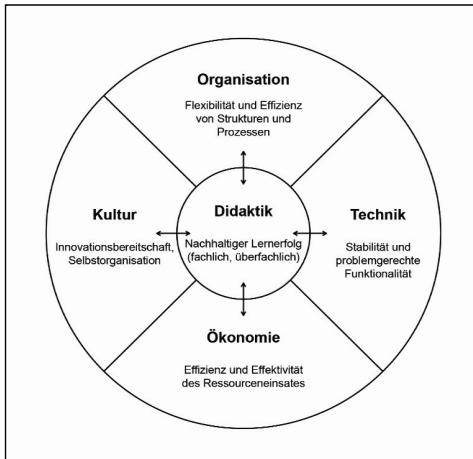 Organisation
Flexibilität und Effizienz
von Strukturen und
Prozessen
Kultur
Innovationsbereitschaft,
Selbstorganisation
Didaktik
Nachhaltiger Lernerfolg
(fachlich, überfachlich)
Technik
Stabilität und
problemgerechte
Funktionalität
Ökonomie
Effizienz und Effektivität
des Ressourceneinsates